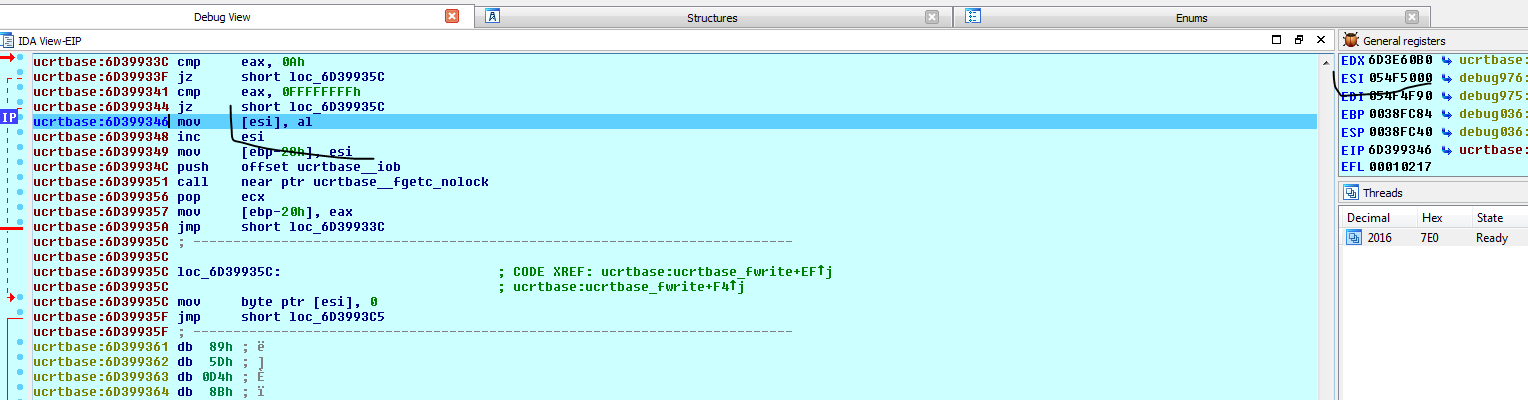 Debug View
Structures
Enums
IDA View-EIP
ucrtbase:6D39933C cmp eax, 0Ah
ucrtbase:6D39933F jz short loc_6D39935C
ucrtbase:6D399341 cmp eax, 0FFFFFFFFh
ucrtbase:6D399344 jz short loc_6D39935C
IP
ucrtbase:6D399346 mov [esi], al
ucrtbase:6D399348 inc esi
ucrtbase:6D399349 mov [ebp-28h], esi
ucrtbase:6D39934C push offset ucrtbase__iob
ucrtbase:6D399351 call near ptr ucrtbase__fgetc_nolock
ucrtbase:6D399356 pop ecx
ucrtbase:6D399357 mov [ebp-20h], eax
ucrtbase:6D39935A jmp short loc_6D39933C
ucrtbase:6D39935C ; ---------------------------------------------------------------------------
ucrtbase:6D39935C
ucrtbase:6D39935C loc_6D39935C: ; CODE XREF: ucrtbase:ucrtbase_fwrite+EF↑j
ucrtbase:6D39935C ; ucrtbase:ucrtbase_fwrite+F4↑j
ucrtbase:6D39935C mov byte ptr [esi], 0
ucrtbase:6D39935F jmp short loc_6D3993C5
ucrtbase:6D39935F ; ---------------------------------------------------------------------------
ucrtbase:6D399361 db 89h ; ë
ucrtbase:6D399362 db 5Dh ; ]
ucrtbase:6D399363 db 0D4h ; È
ucrtbase:6D399364 db 8Bh ; ï
General registers
EDX 6D3E60B0 ucrtbase:
ESI 054F5000 debug976:
EDI 054F4F90 debug975:
EBP 0038FC84 debug036:
ESP 0038FC40 debug036:
EIP 6D399346 ucrtbase:
EFL 00010217
Threads
Decimal Hex State
2016 7E0 Ready